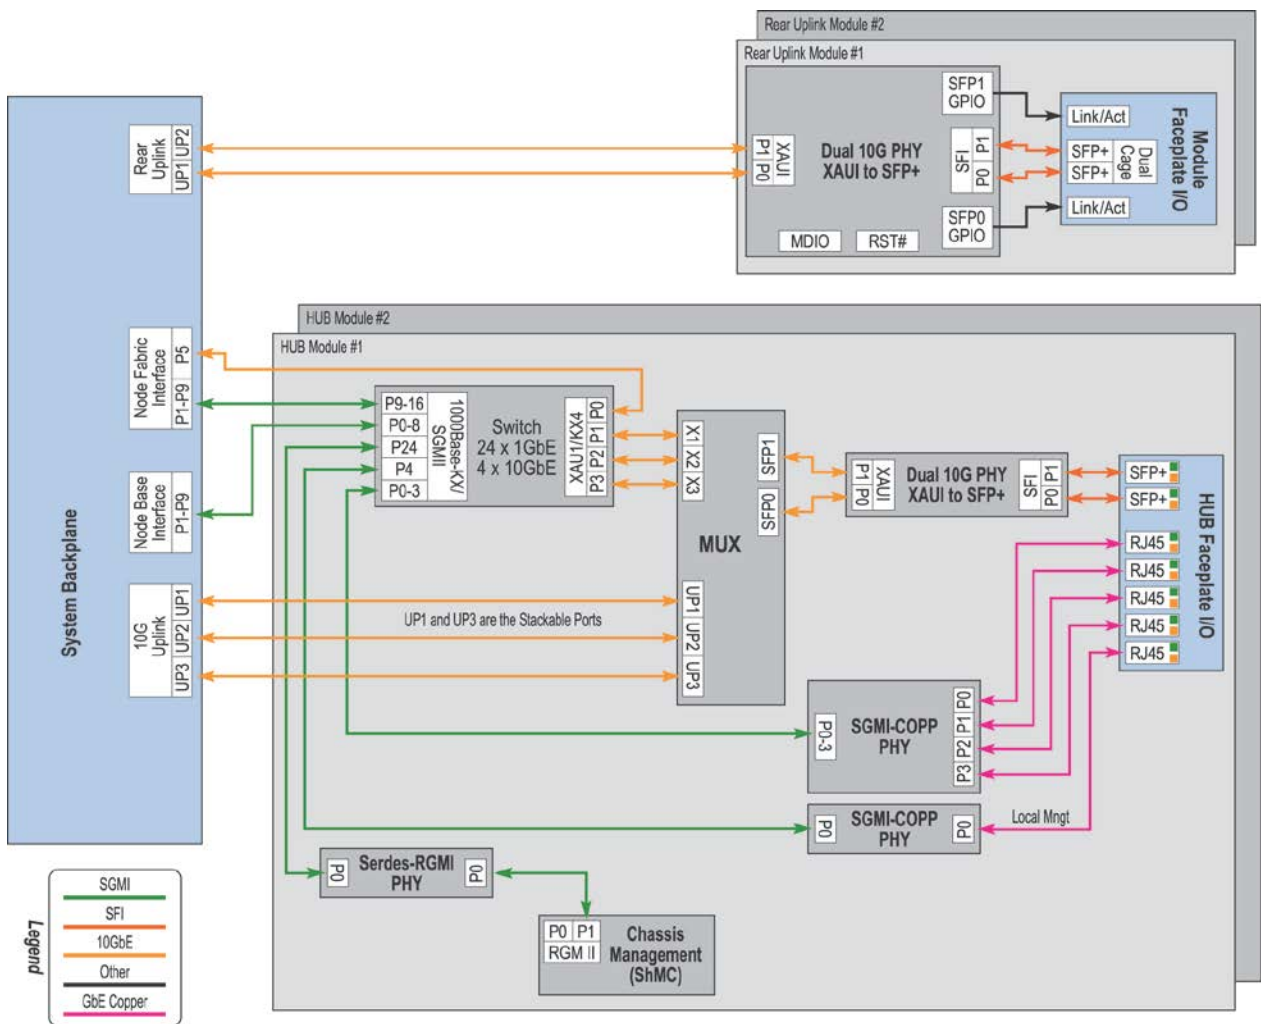 Rear Uplink Module #2
Rear Uplink Module #1
SFP1
GPIO
Link/Act
XAUI
P1 P0
Dual 10G PHY
XAUI to SFP+
SFI
P1
P0
SFP+
SFP+
Dual
Cage
Module
Faceplate I/O
SFP0
GPIO
Link/Act
MDIO
RST#
System Backplane
Rear
Uplink
UP1 UP2
Node Fabric
Interface
P1-P9 P5
Node Base
Interface
P1-P9
10G
Uplink
UP3 UP2 UP1
HUB Module #2
HUB Module #1
P9-16
P0-8
P24
P4
P0-3
1000Base-KX/
SGMII
Switch
24 x 1GbE
4 x 10GbE
XAU1/KX4
P0
P1
P2
P3
X1
X2
X3
SFP1
SFP0
MUX
UP1
UP2
UP3
UP1 and UP3 are the Stackable Ports
XAUI
P1 P0
Dual 10G PHY
XAUI to SFP+
SFI
P0 P1
SFP+
SFP+
RJ45
RJ45
RJ45
RJ45
RJ45
HUB Faceplate I/O
P0-3
SGMI-COPP
PHY
P0
P1
P2
P3
P0
SGMI-COPP
PHY
P0
Local Mngt
P0
Serdes-RGMI
PHY
P0
P0 P1
RGM II
Chassis
Management
(ShMC)
Legend
SGMI
SFI
10GbE
Other
GbE Copper